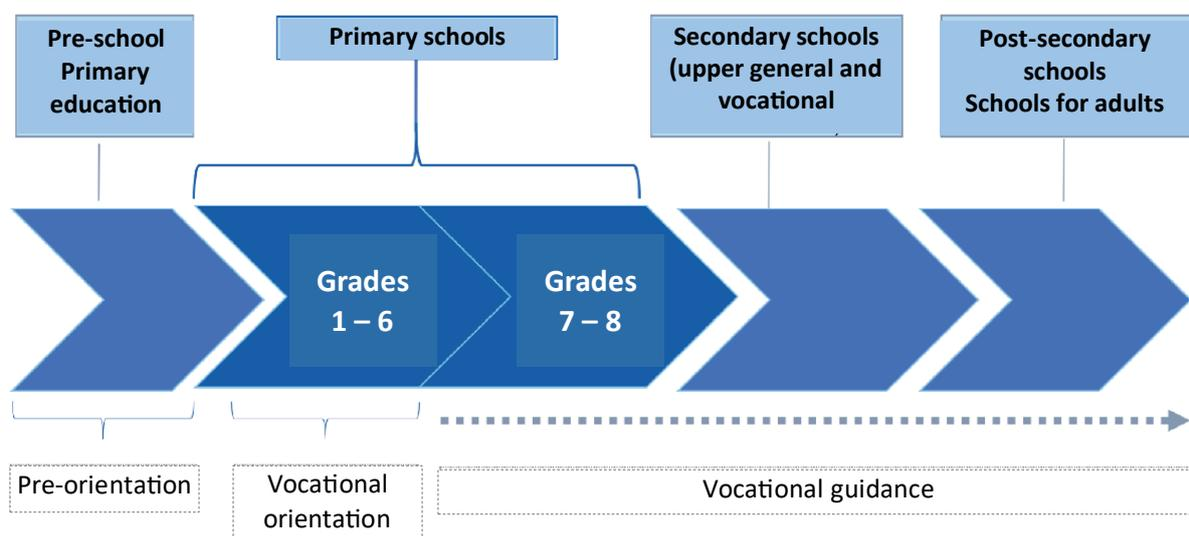 Pre-school
Primary
education
Primary schools
Secondary schools
(upper general and
vocational
Post-secondary
schools
Schools for adults
Grades
1 – 6
Grades
7 – 8
Pre-orientation
Vocational
orientation
Vocational guidance